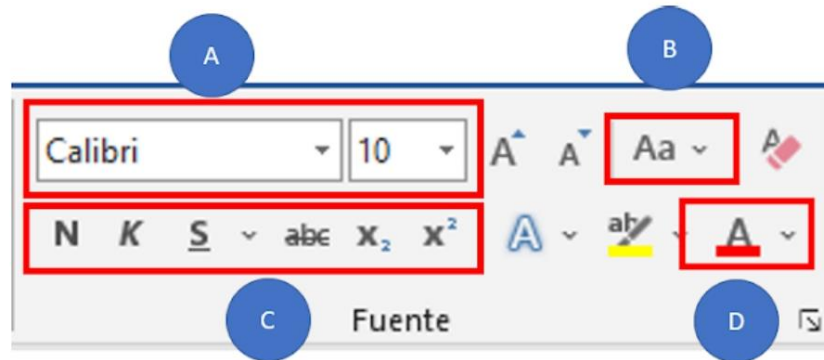 A B
Calibri 10 A A Aa A
N K S abc x₂ x² A ab A
C Fuente D